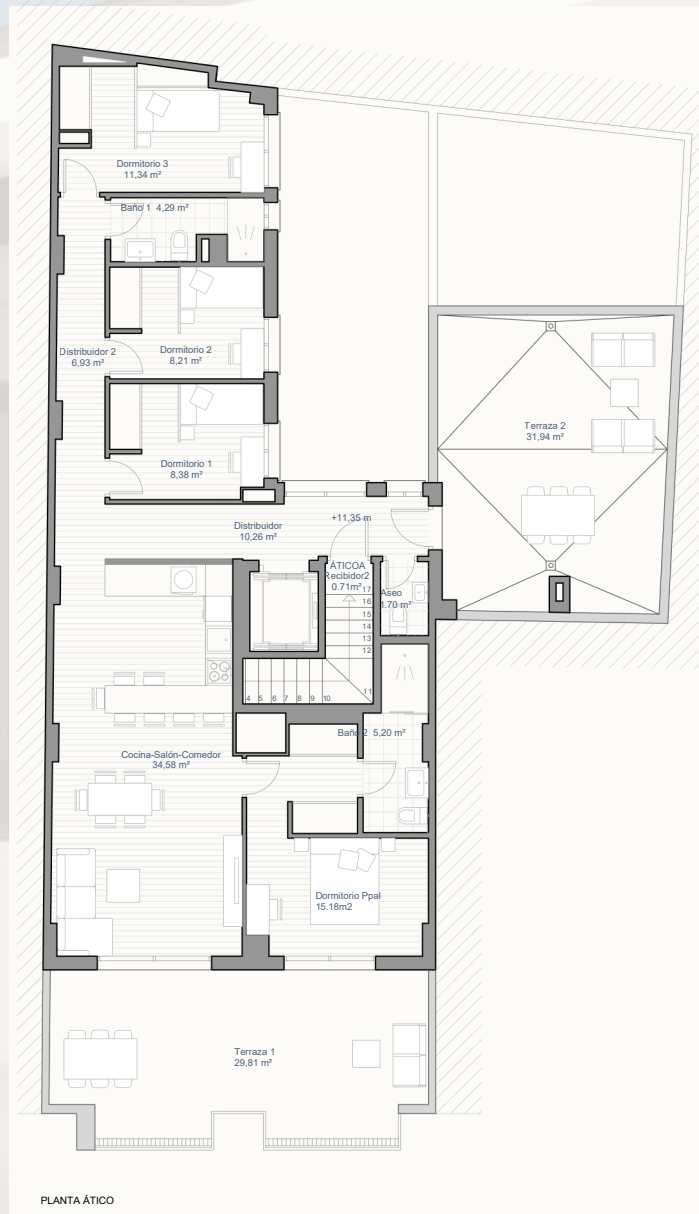 Dormitorio 3
11,34 m²
Baño 1 4,29 m²
Distribuidor 2
6,93 m²
Dormitorio 2
8,21 m²
Terraza 2
31,94 m²
Dormitorio 1
8,38 m²
Distribuidor
10,26 m²
+11,35 m
ÁTICOA
Recibidor2
0.71m²
Aseo
1.70 m²
17
16
15
14
13
12
11
4 5 6 7 8 9 10
Baño 2 5,20 m²
Cocina-Salón-Comedor
34,58 m²
Dormitorio Ppal
15.18m2
Terraza 1
29,81 m²
PLANTA ÁTICO